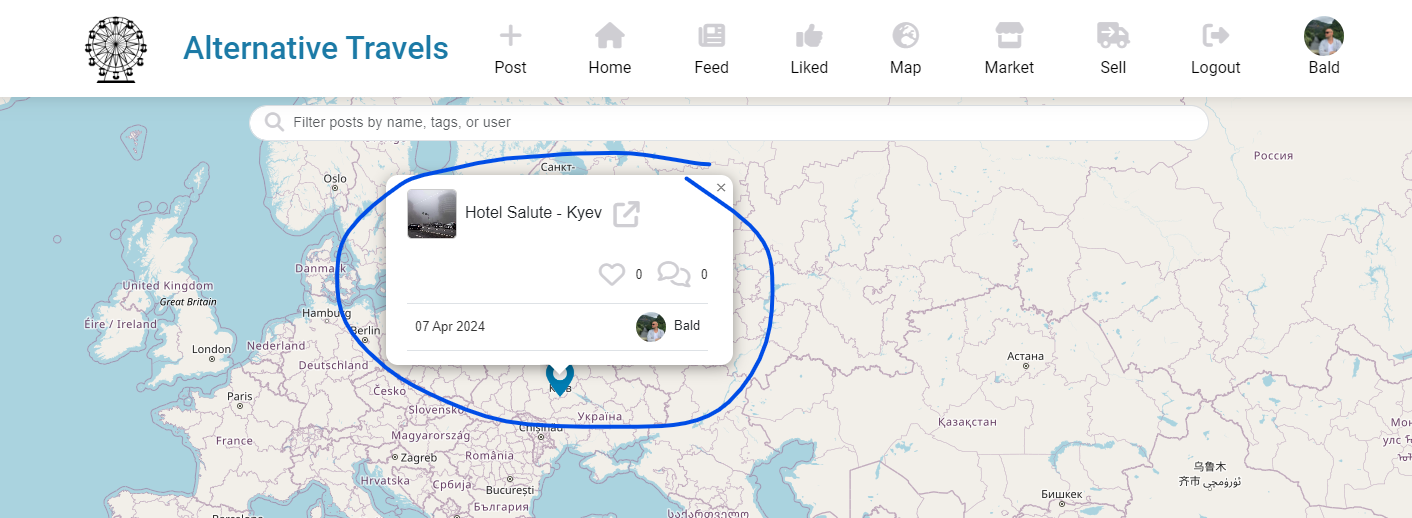 Alternative Travels
Post Home Feed Liked Map Market Sell Logout Bald
Filter posts by name, tags, or user
Санкт-
Россия
Oslo
Hotel Salute - Kyev
Danmark
0 0
United Kingdom
Great Britain
Hamburg
Éire / Ireland
07 Apr 2024 Bald
Berlin
London
Nederland
Deutschland
Астана
Česko
Paris
Slovensko
Україна
Chișinău
France
Magyarország
Қазақстан
Zagreb
România
Hrvatska
Србија
București
България
乌鲁木
齐市 ئۈرۈمچی
Бишкек
Barcelona
საქართველო